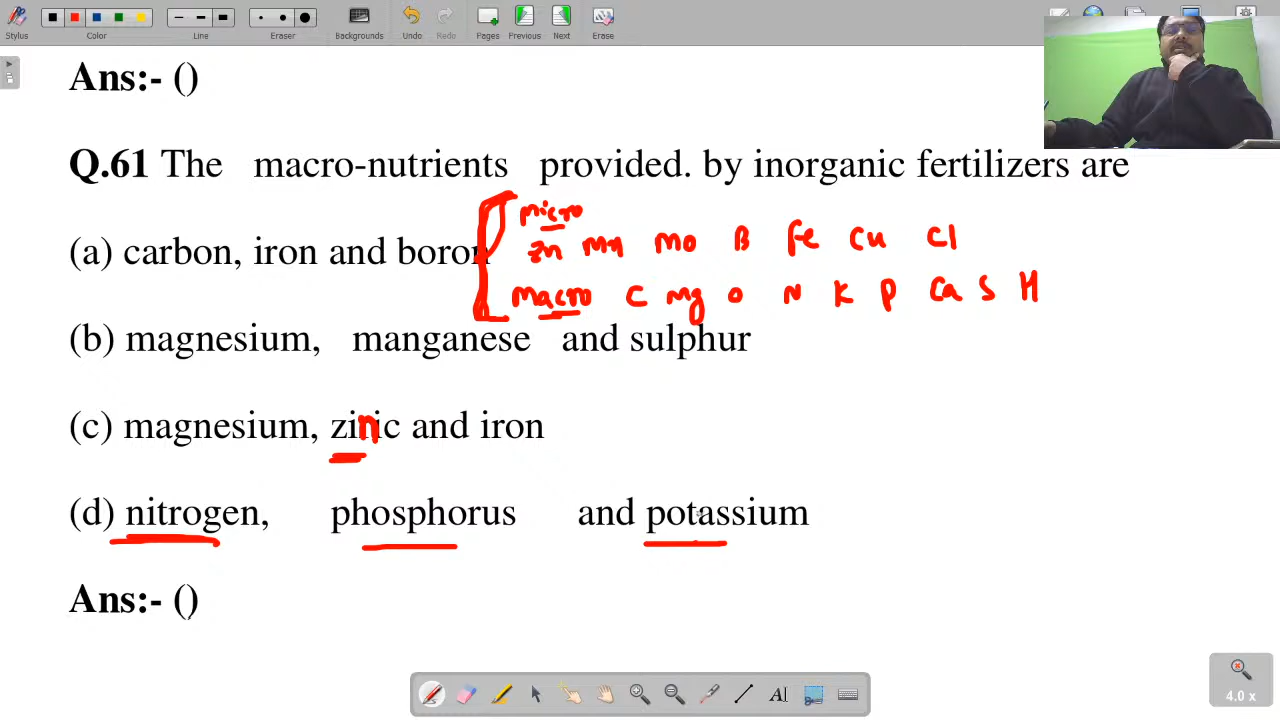 Stylus Color Line Eraser Backgrounds Undo Redo Pages Previous Next Erase
Ans:- ()
Q.61 The macro-nutrients provided. by inorganic fertilizers are
micro
(a) carbon, iron and boron
Zn Mn Mo B Fe Cu Cl
macro C Mg O N K P Ca S H
(b) magnesium, manganese and sulphur
(c) magnesium, zinic and iron
(d) nitrogen, phosphorus and potassium
Ans:- ()
4.0 x